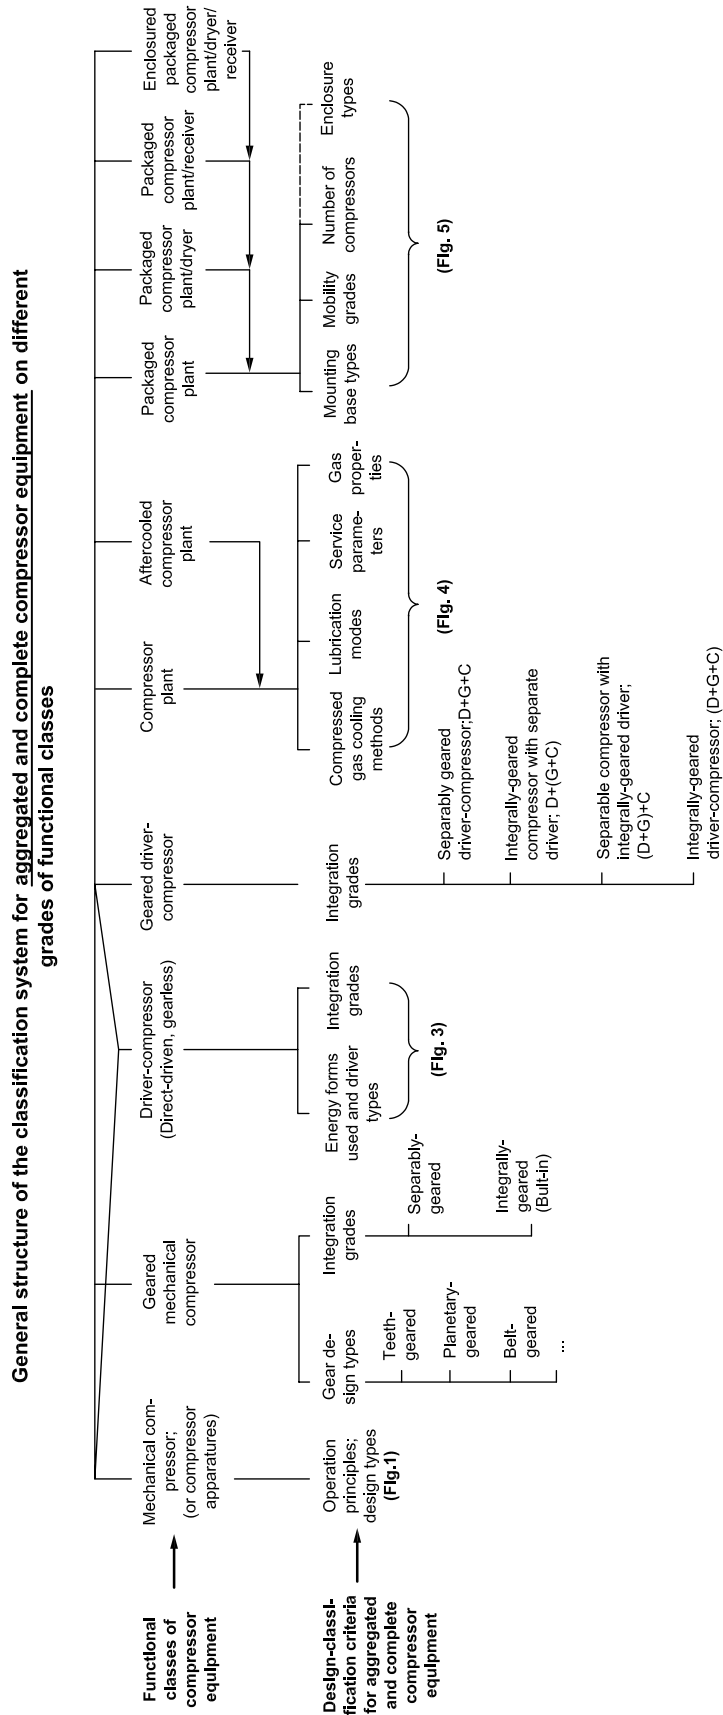 General structure of the classification system for aggregated and complete compressor equipment on different
grades of functional classes
Functional
classes of
compressor
equipment
Mechanical com-
pressor;
(or compressor
apparatures)
Geared
mechanical
compressor
Driver-compressor
(Direct-driven, gearless)
Geared driver-
compressor
Compressor
plant
Aftercooled
compressor
plant
Packaged
compressor
plant
Packaged
compressor
plant/dryer
Packaged
compressor
plant/receiver
Enclosured
packaged
compressor
plant/dryer/
receiver
Design-classi-
fication criteria
for aggregated
and complete
compressor
equipment
Operation
principles;
design types
(FIg.1)
Gear de-
sign types
Teeth-
geared
Planetary-
geared
Belt-
geared
...
Integration
grades
Separably-
geared
Integrally-
geared
(Bult-in)
Energy forms
used and driver
types
Integration
grades
(FIg. 3)
Integration
grades
Separably geared
driver-compressor;D+G+C
Integrally-geared
compressor with separate
driver; D+(G+C)
Separable compressor with
integrally-geared driver;
(D+G)+C
Integrally-geared
driver-compressor; (D+G+C)
Compressed
gas cooling
methods
Lubrication
modes
Service
parame-
ters
Gas
proper-
ties
(FIg. 4)
Mounting
base types
Mobility
grades
Number of
compressors
Enclosure
types
(FIg. 5)